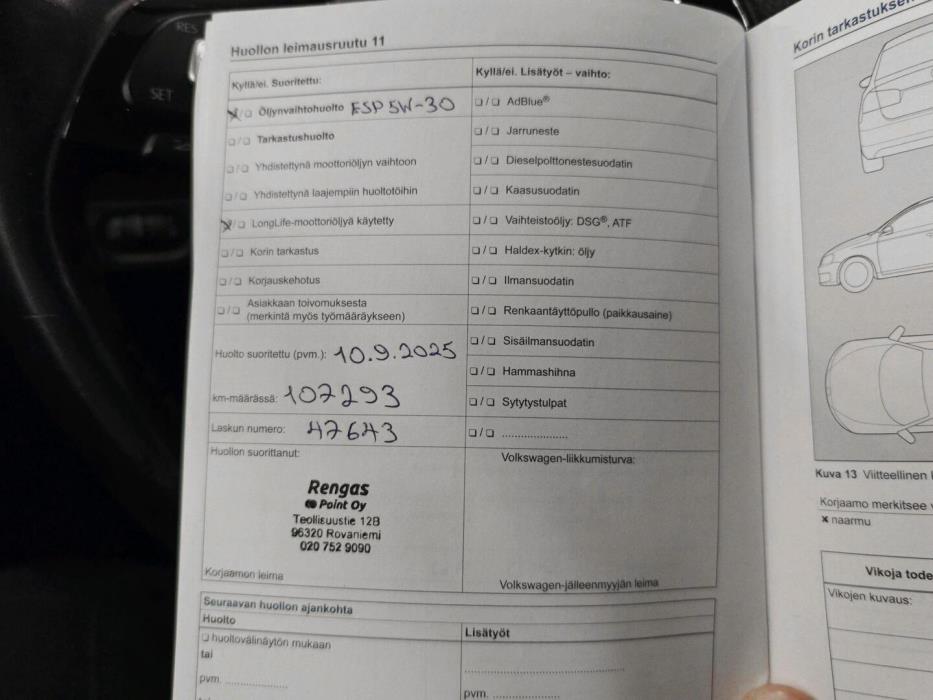 RES
SET
Huollon leimausruutu 11
Kyllä/ei. Suoritettu:
Öljynvaihtohuolto ESP 5W-30
Tarkastushuolto
Yhdistettynä moottoriöljyn vaihtoon
Yhdistettynä laajempiin huoltotöihin
LongLife-moottoriöljyä käytetty
Korin tarkastus
Korjauskehotus
Asiakkaan toivomuksesta
(merkintä myös työmääräykseen)
Huolto suoritettu (pvm.): 10.9.2025
km-määrässä: 107293
Laskun numero: 47643
Huollon suorittanut:
Rengas
Point Oy
Teollisuustie 12B
96320 Rovaniemi
020 752 9090
Korjaamon leima
Kyllä/ei. Lisätyöt – vaihto:
AdBlue®
Jarruneste
Dieselpolttonestesuodatin
Kaasusuodatin
Vaihteistoöljy: DSG®, ATF
Haldex-kytkin: öljy
Ilmansuodatin
Renkaantäyttöpullo (paikkausaine)
Sisäilmansuodatin
Hammashihna
Sytytystulpat
Volkswagen-liikkumisturva:
Volkswagen-jälleenmyyjän leima
Seuraavan huollon ajankohta
Huolto
huoltovälinäytön mukaan
tai
pvm.
Lisätyöt
pvm.
Korin tarkastuksen
Kuva 13 Viitteellinen
Korjaamo merkitsee
x naarmu
Vikoja tode
Vikojen kuvaus: